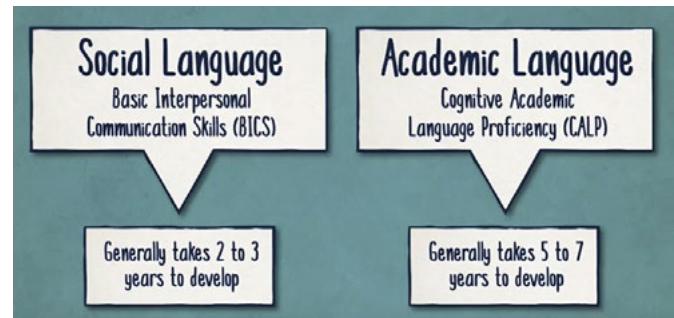 Social Language
Basic Interpersonal
Communication Skills (BICS)
Generally takes 2 to 3
years to develop
Academic Language
Cognitive Academic
Language Proficiency (CALP)
Generally takes 5 to 7
years to develop